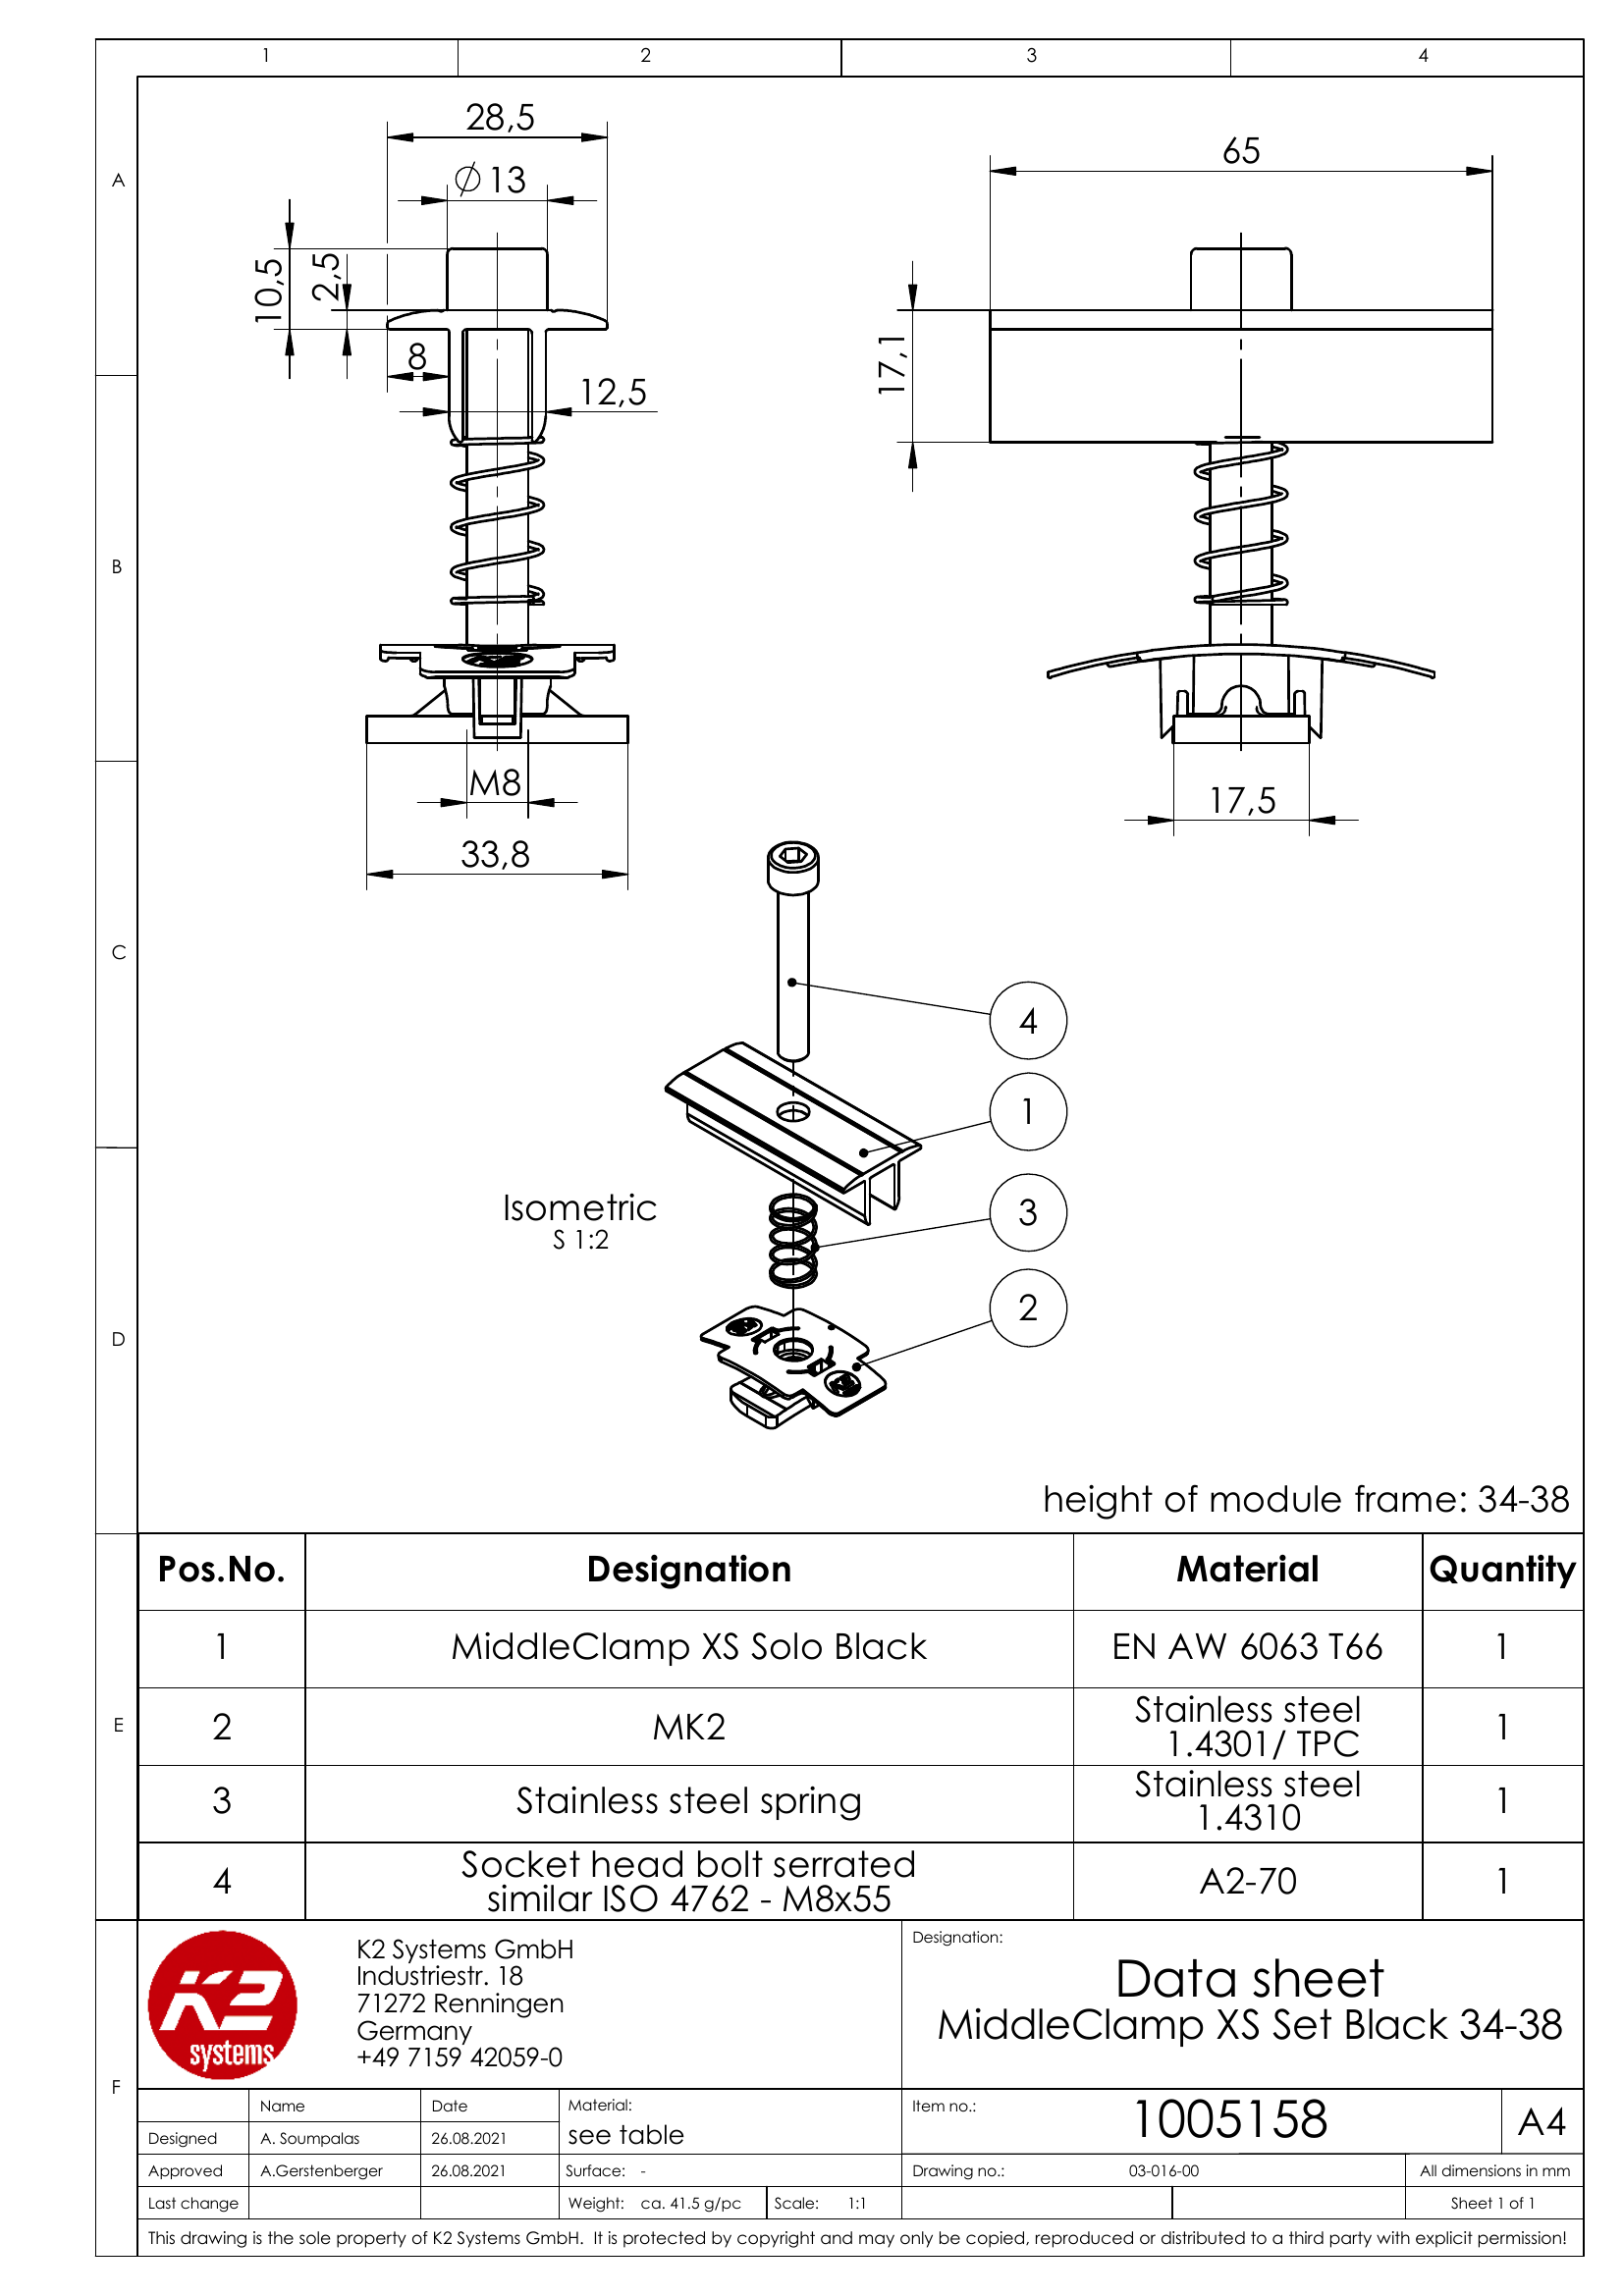 1 2 3 4
A
B
C
D
E
F
28,5
Ø 13
10,5
2,5
8
12,5
M8
33,8
65
17,1
17,5
4
1
3
2
Isometric
S 1:2
height of module frame: 34-38
Pos.No. Designation Material Quantity
1 MiddleClamp XS Solo Black EN AW 6063 T66 1
2 MK2 Stainless steel 1.4301/ TPC 1
3 Stainless steel spring Stainless steel 1.4310 1
4 Socket head bolt serrated similar ISO 4762 - M8x55 A2-70 1
K2 systems
K2 Systems GmbH
Industriestr. 18
71272 Renningen
Germany
+49 7159 42059-0
Designation:
Data sheet
MiddleClamp XS Set Black 34-38
Name Date
Designed A. Soumpalas 26.08.2021
Approved A.Gerstenberger 26.08.2021
Last change
Material:
see table
Surface: -
Weight: ca. 41.5 g/pc Scale: 1:1
Item no.: 1005158 A4
Drawing no.: 03-016-00 All dimensions in mm
Sheet 1 of 1
This drawing is the sole property of K2 Systems GmbH. It is protected by copyright and may only be copied, reproduced or distributed to a third party with explicit permission!